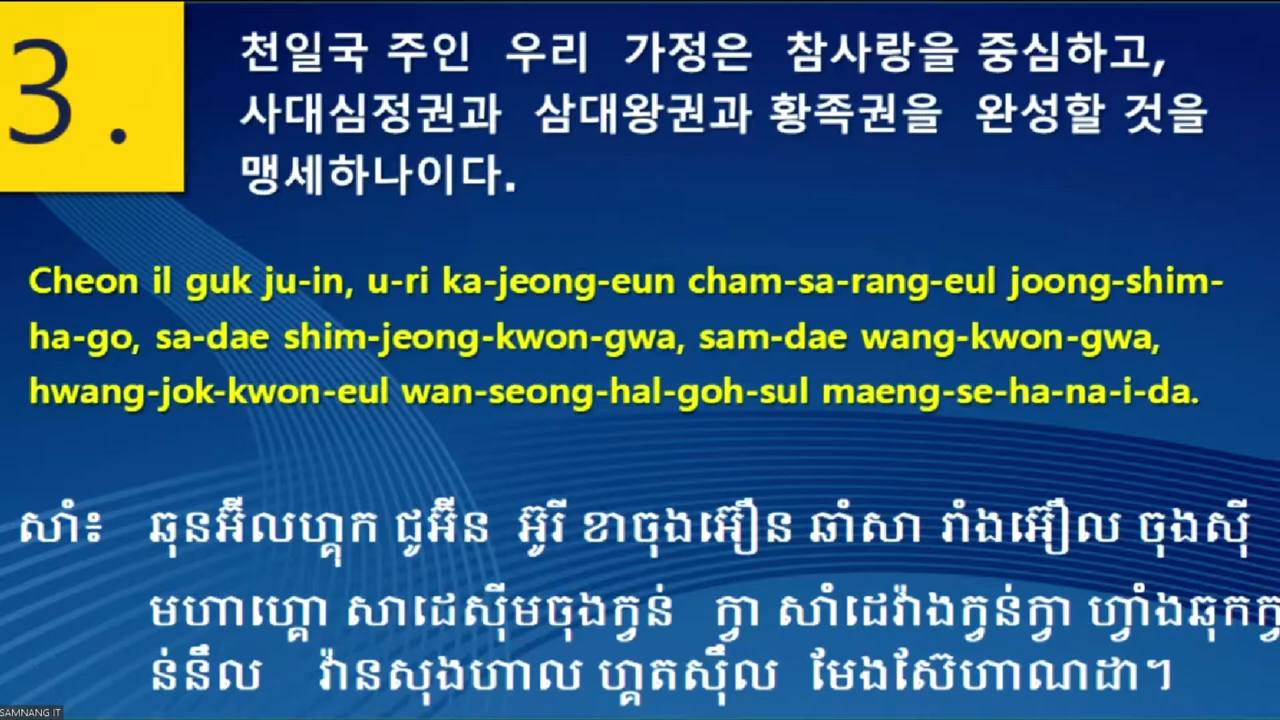 3.
천일국 주인 우리 가정은 참사랑을 중심하고,
사대심정권과 삼대왕권과 황족권을 완성할 것을
맹세하나이다.
Cheon il guk ju-in, u-ri ka-jeong-eun cham-sa-rang-eul joong-shim-
ha-go, sa-dae shim-jeong-kwon-gwa, sam-dae wang-kwon-gwa,
hwang-jok-kwon-eul wan-seong-hal-goh-sul maeng-se-ha-na-i-da.
សាំ៖ ឆុនអ៊ីលហ្គុក ជូអ៊ីន អ៊ូរី ខាចុងអ៊ឿន ឆាំសា រ៉ាំងអ៊ឿល ចុងស៊ី
មហាហ្គោ សាដេស៊ីមចុងក្វន់ ក្វា សាំដេវ៉ាងក្វន់ក្វា ហ្វាំងឆុកក្វ
ន់នឹល វ៉ានសុងហាល ហ្គតស៊ឹល មែងស៊ែហាណដា។
SAMNANG IT